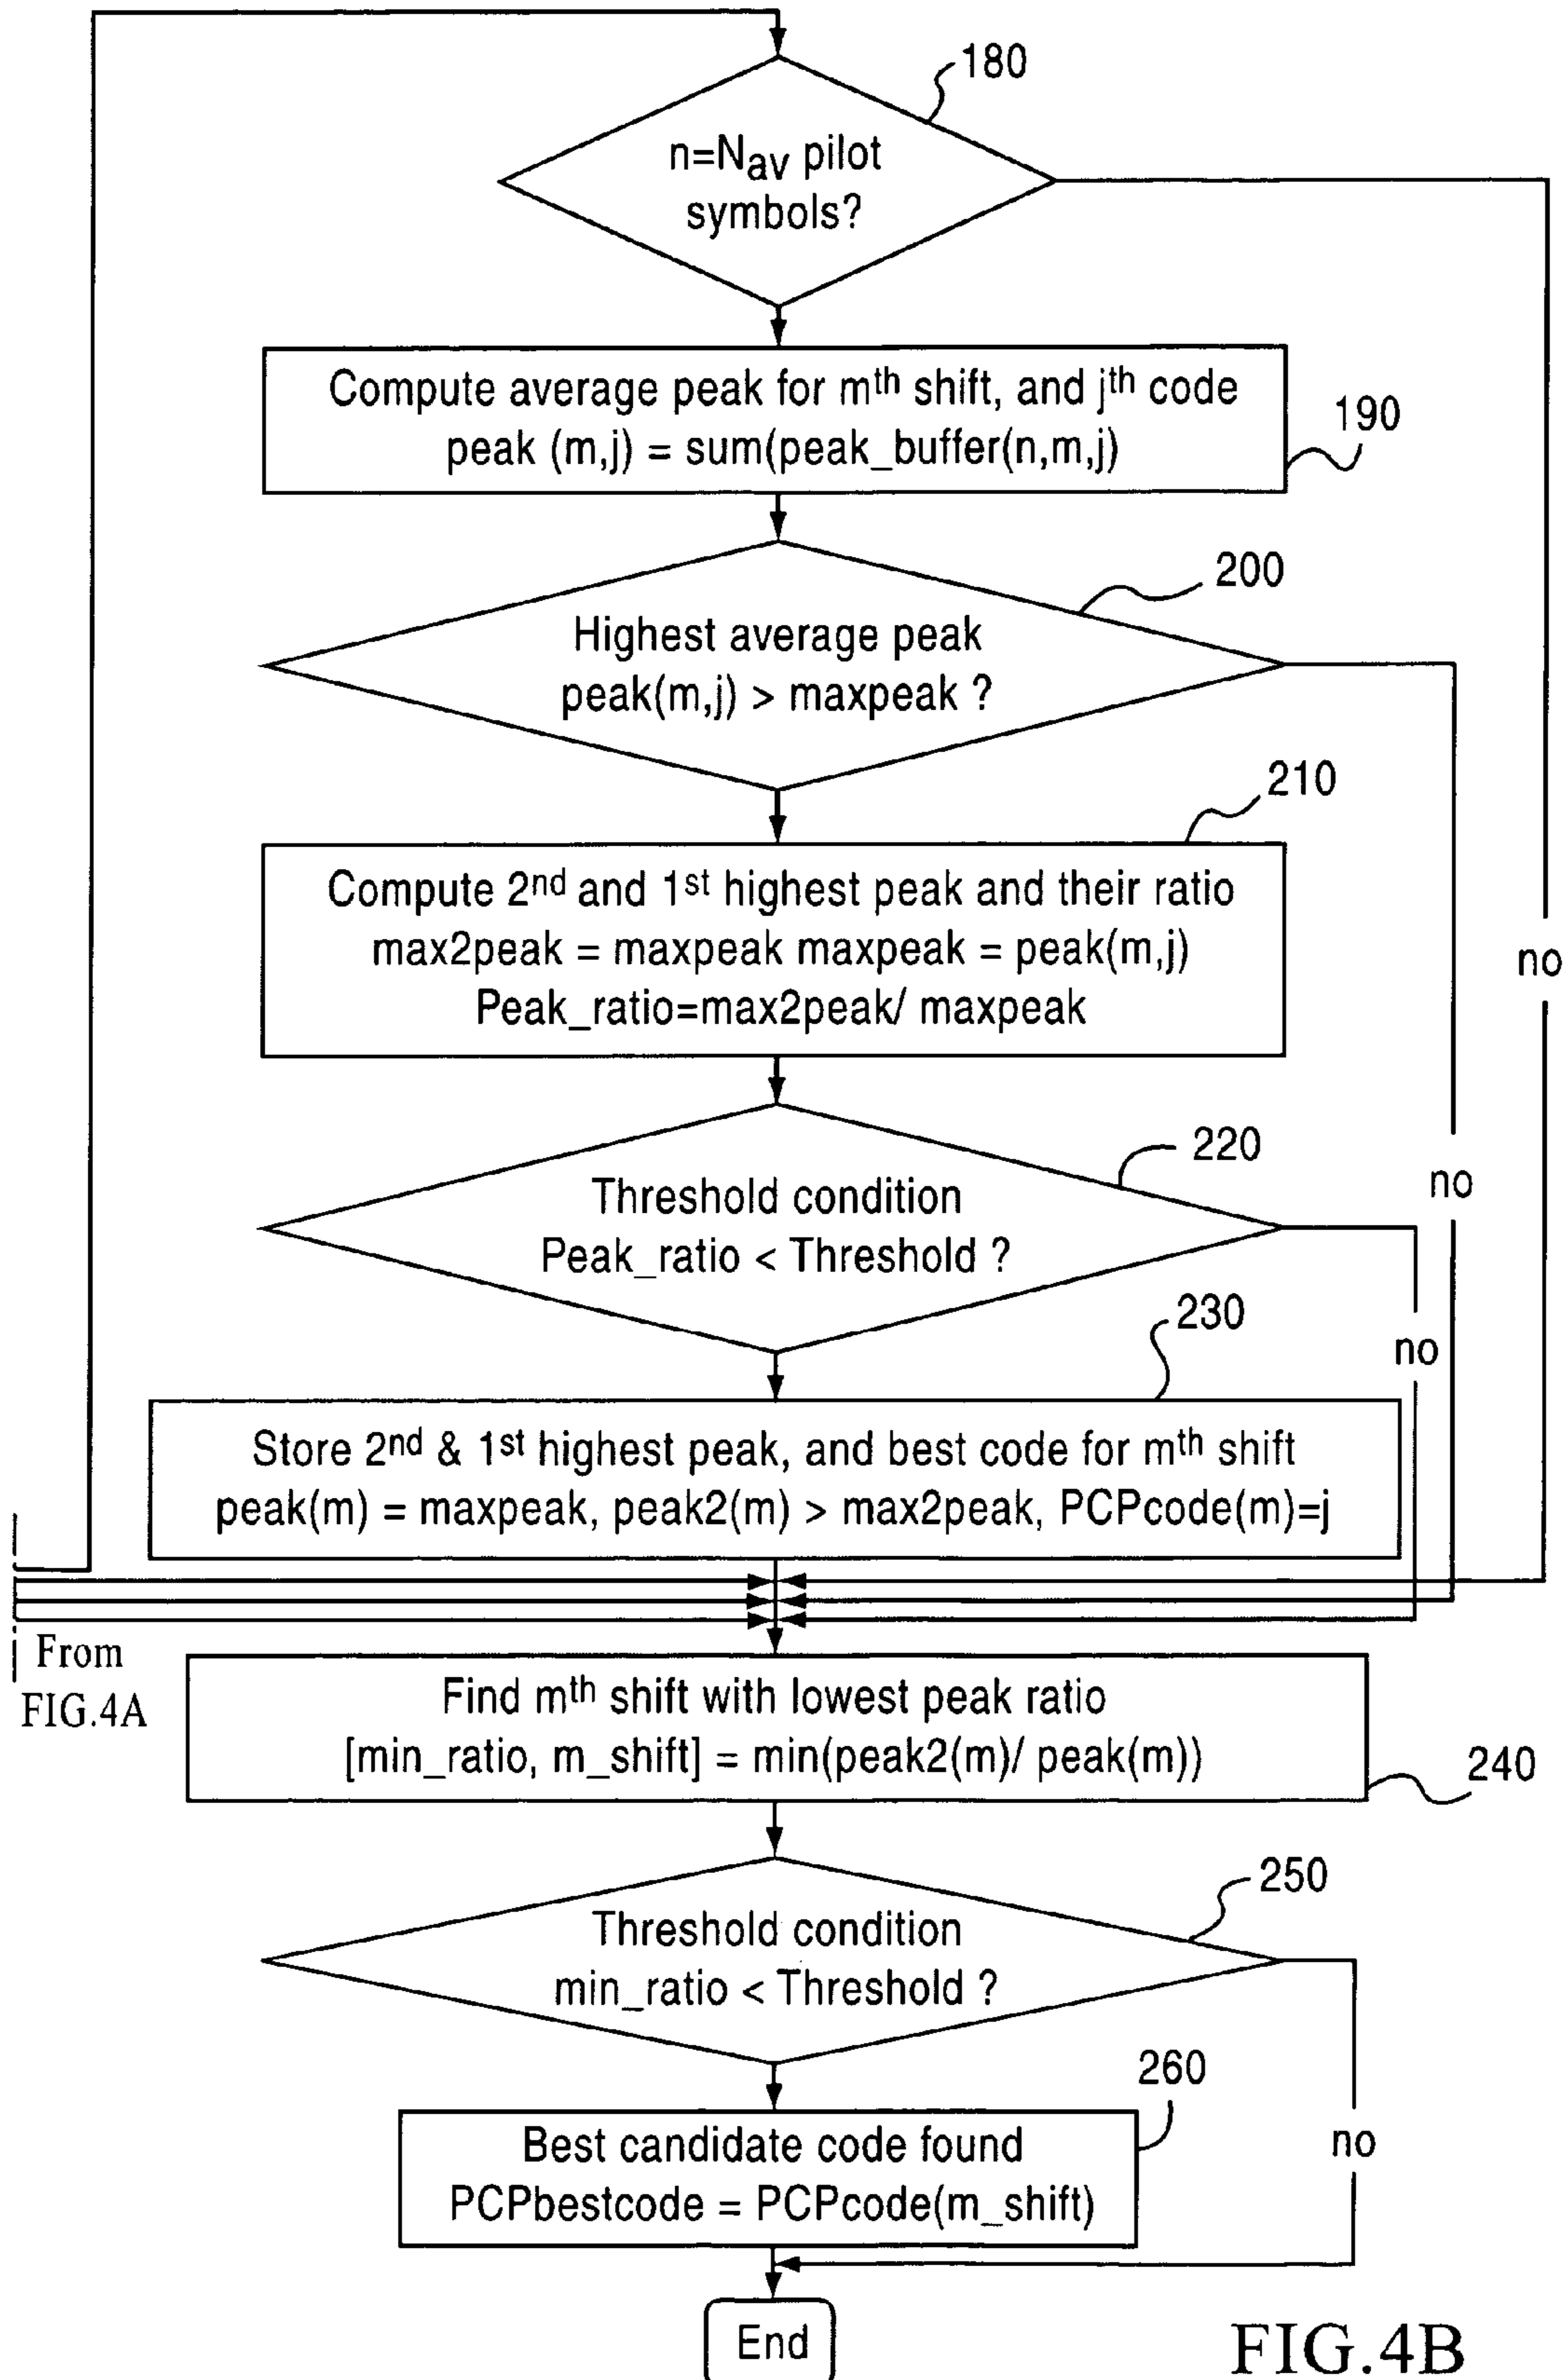 180
n=Nav pilot
symbols?
Compute average peak for mth shift, and jth code
peak (m,j) = sum(peak_buffer(n,m,j)
190
200
Highest average peak
peak(m,j) > maxpeak ?
210
Compute 2nd and 1st highest peak and their ratio
max2peak = maxpeak maxpeak = peak(m,j)
Peak_ratio=max2peak/ maxpeak
no
220
no
Threshold condition
Peak_ratio < Threshold ?
230
no
Store 2nd & 1st highest peak, and best code for mth shift
peak(m) = maxpeak, peak2(m) > max2peak, PCPcode(m)=j
From
FIG.4A
Find mth shift with lowest peak ratio
[min_ratio, m_shift] = min(peak2(m)/ peak(m))
240
250
Threshold condition
min_ratio < Threshold ?
260
Best candidate code found
PCPbestcode = PCPcode(m_shift)
no
End
FIG.4B